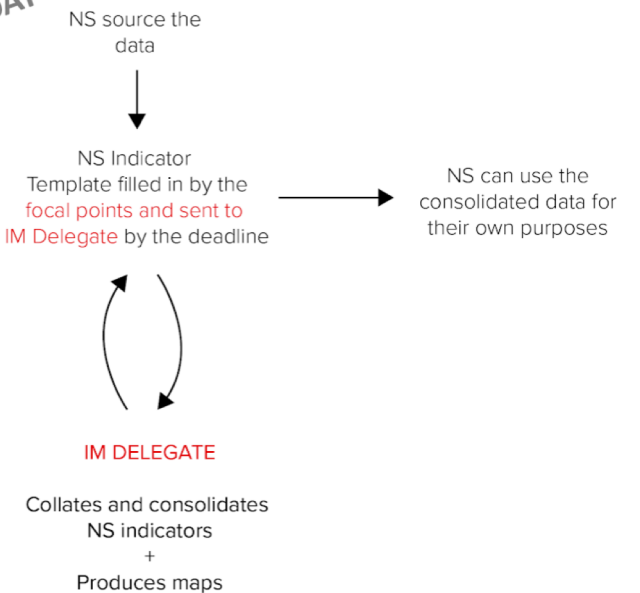 NS source the
data
NS Indicator
Template filled in by the
focal points and sent to
IM Delegate by the deadline
NS can use the
consolidated data for
their own purposes
IM DELEGATE
Collates and consolidates
NS indicators
+
Produces maps